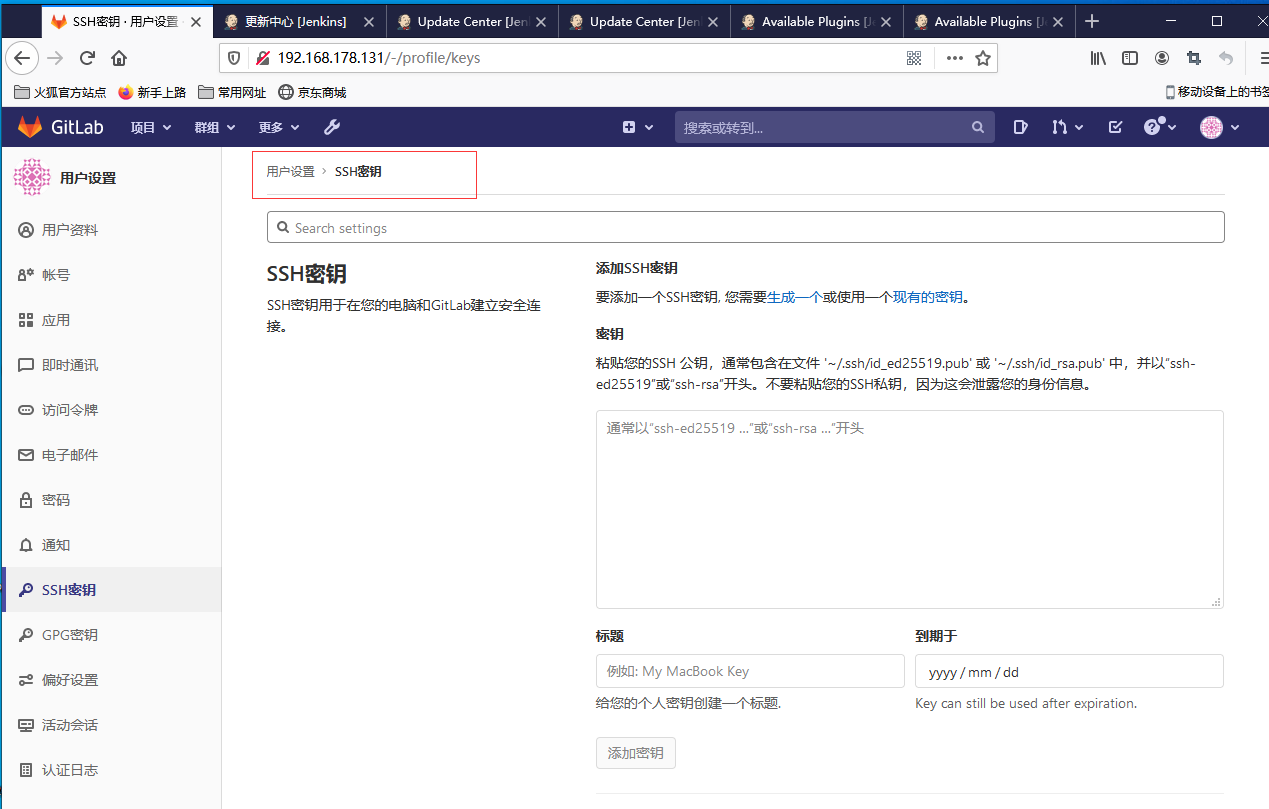 SSH密钥 · 用户设置
更新中心 [Jenkins]
Update Center [Jen
Update Center [Jen
Available Plugins [J
Available Plugins [J
192.168.178.131/-/profile/keys
火狐官方站点
新手上路
常用网址
京东商城
移动设备上的书签
GitLab
项目
群组
更多
搜索或转到...
用户设置
用户资料
帐号
应用
即时通讯
访问令牌
电子邮件
密码
通知
SSH密钥
GPG密钥
偏好设置
活动会话
认证日志
用户设置 › SSH密钥
Search settings
SSH密钥
SSH密钥用于在您的电脑和GitLab建立安全连
接。
添加SSH密钥
要添加一个SSH密钥, 您需要生成一个或使用一个现有的密钥。
密钥
粘贴您的SSH 公钥，通常包含在文件 '~/.ssh/id_ed25519.pub' 或 '~/.ssh/id_rsa.pub' 中，并以“ssh-
ed25519”或“ssh-rsa”开头。不要粘贴您的SSH私钥，因为这会泄露您的身份信息。
通常以“ssh-ed25519 ...”或“ssh-rsa ...”开头
标题
例如: My MacBook Key
给您的个人密钥创建一个标题.
到期于
yyyy / mm / dd
Key can still be used after expiration.
添加密钥